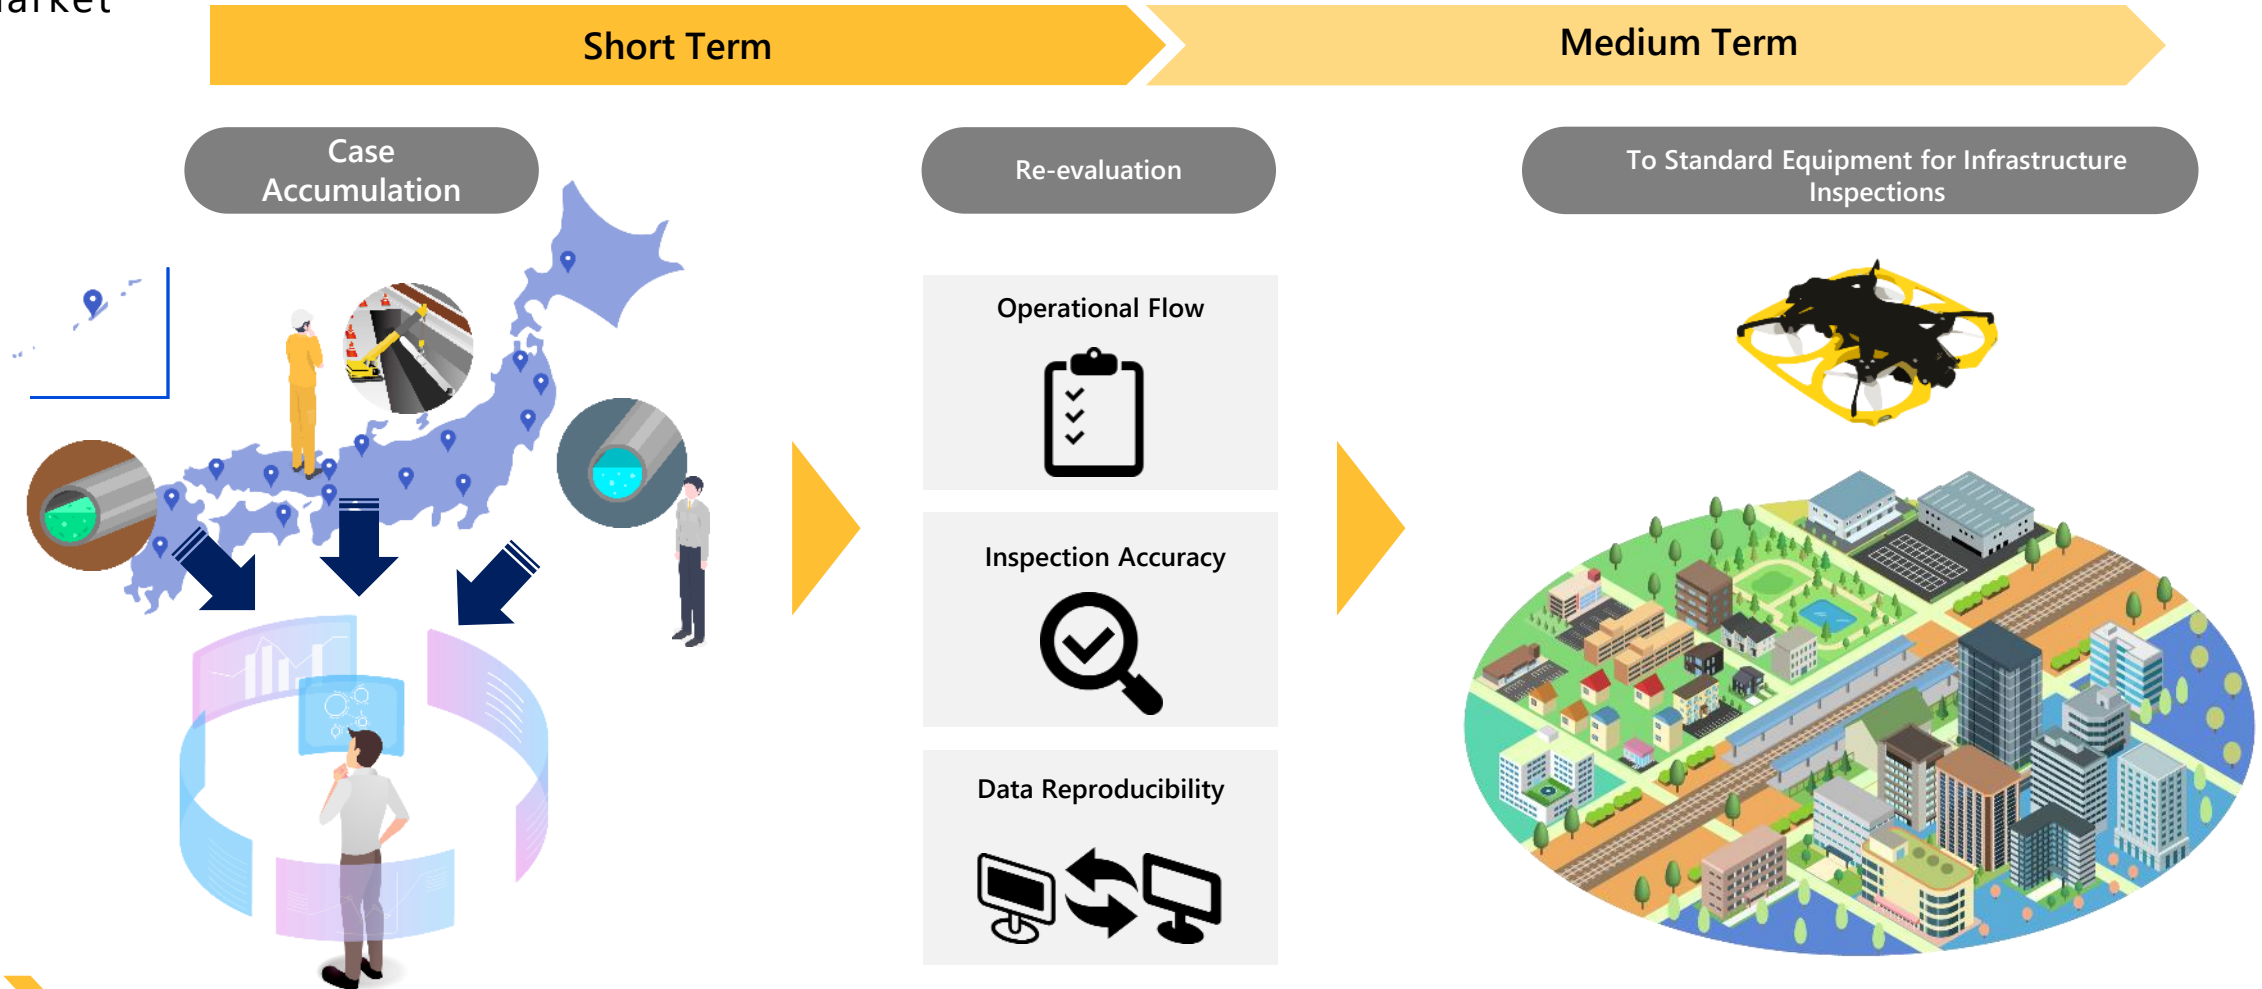 Short Term
Medium Term
Case
Accumulation
Re-evaluation
To Standard Equipment for Infrastructure
Inspections
Operational Flow
Inspection Accuracy
Data Reproducibility